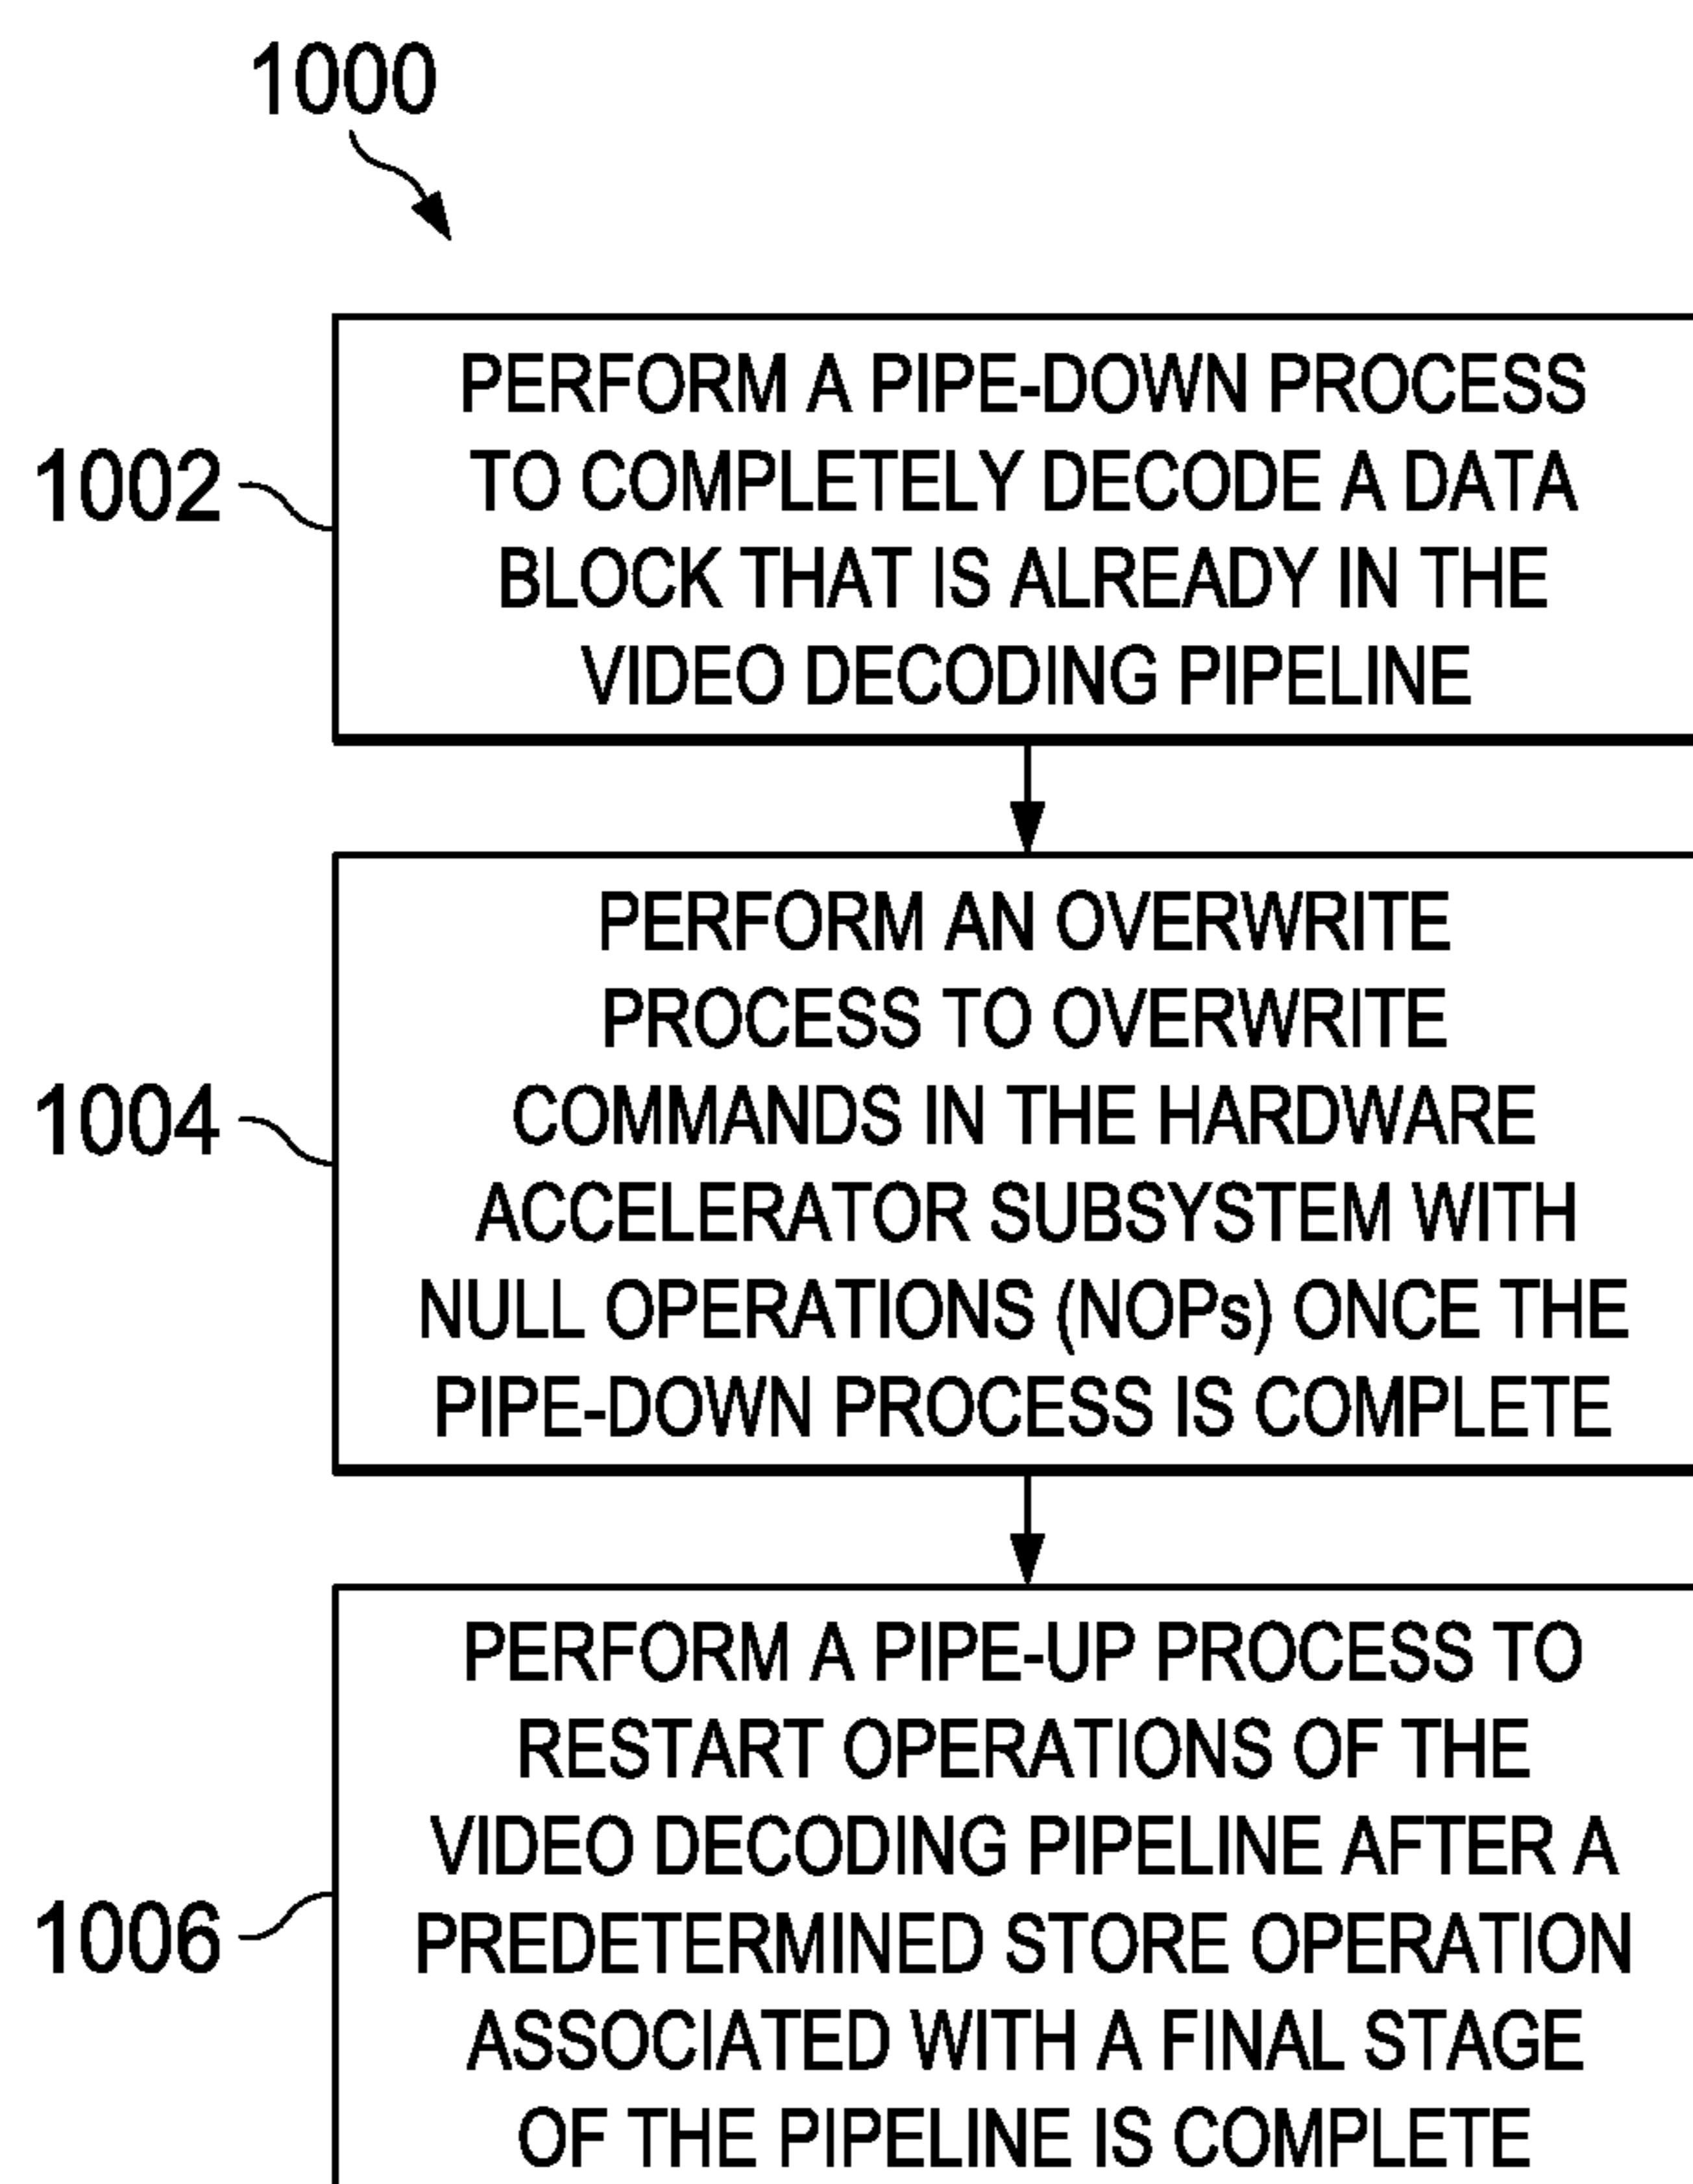 1000
1002
PERFORM A PIPE-DOWN PROCESS
TO COMPLETELY DECODE A DATA
BLOCK THAT IS ALREADY IN THE
VIDEO DECODING PIPELINE
1004
PERFORM AN OVERWRITE
PROCESS TO OVERWRITE
COMMANDS IN THE HARDWARE
ACCELERATOR SUBSYSTEM WITH
NULL OPERATIONS (NOPs) ONCE THE
PIPE-DOWN PROCESS IS COMPLETE
1006
PERFORM A PIPE-UP PROCESS TO
RESTART OPERATIONS OF THE
VIDEO DECODING PIPELINE AFTER A
PREDETERMINED STORE OPERATION
ASSOCIATED WITH A FINAL STAGE
OF THE PIPELINE IS COMPLETE